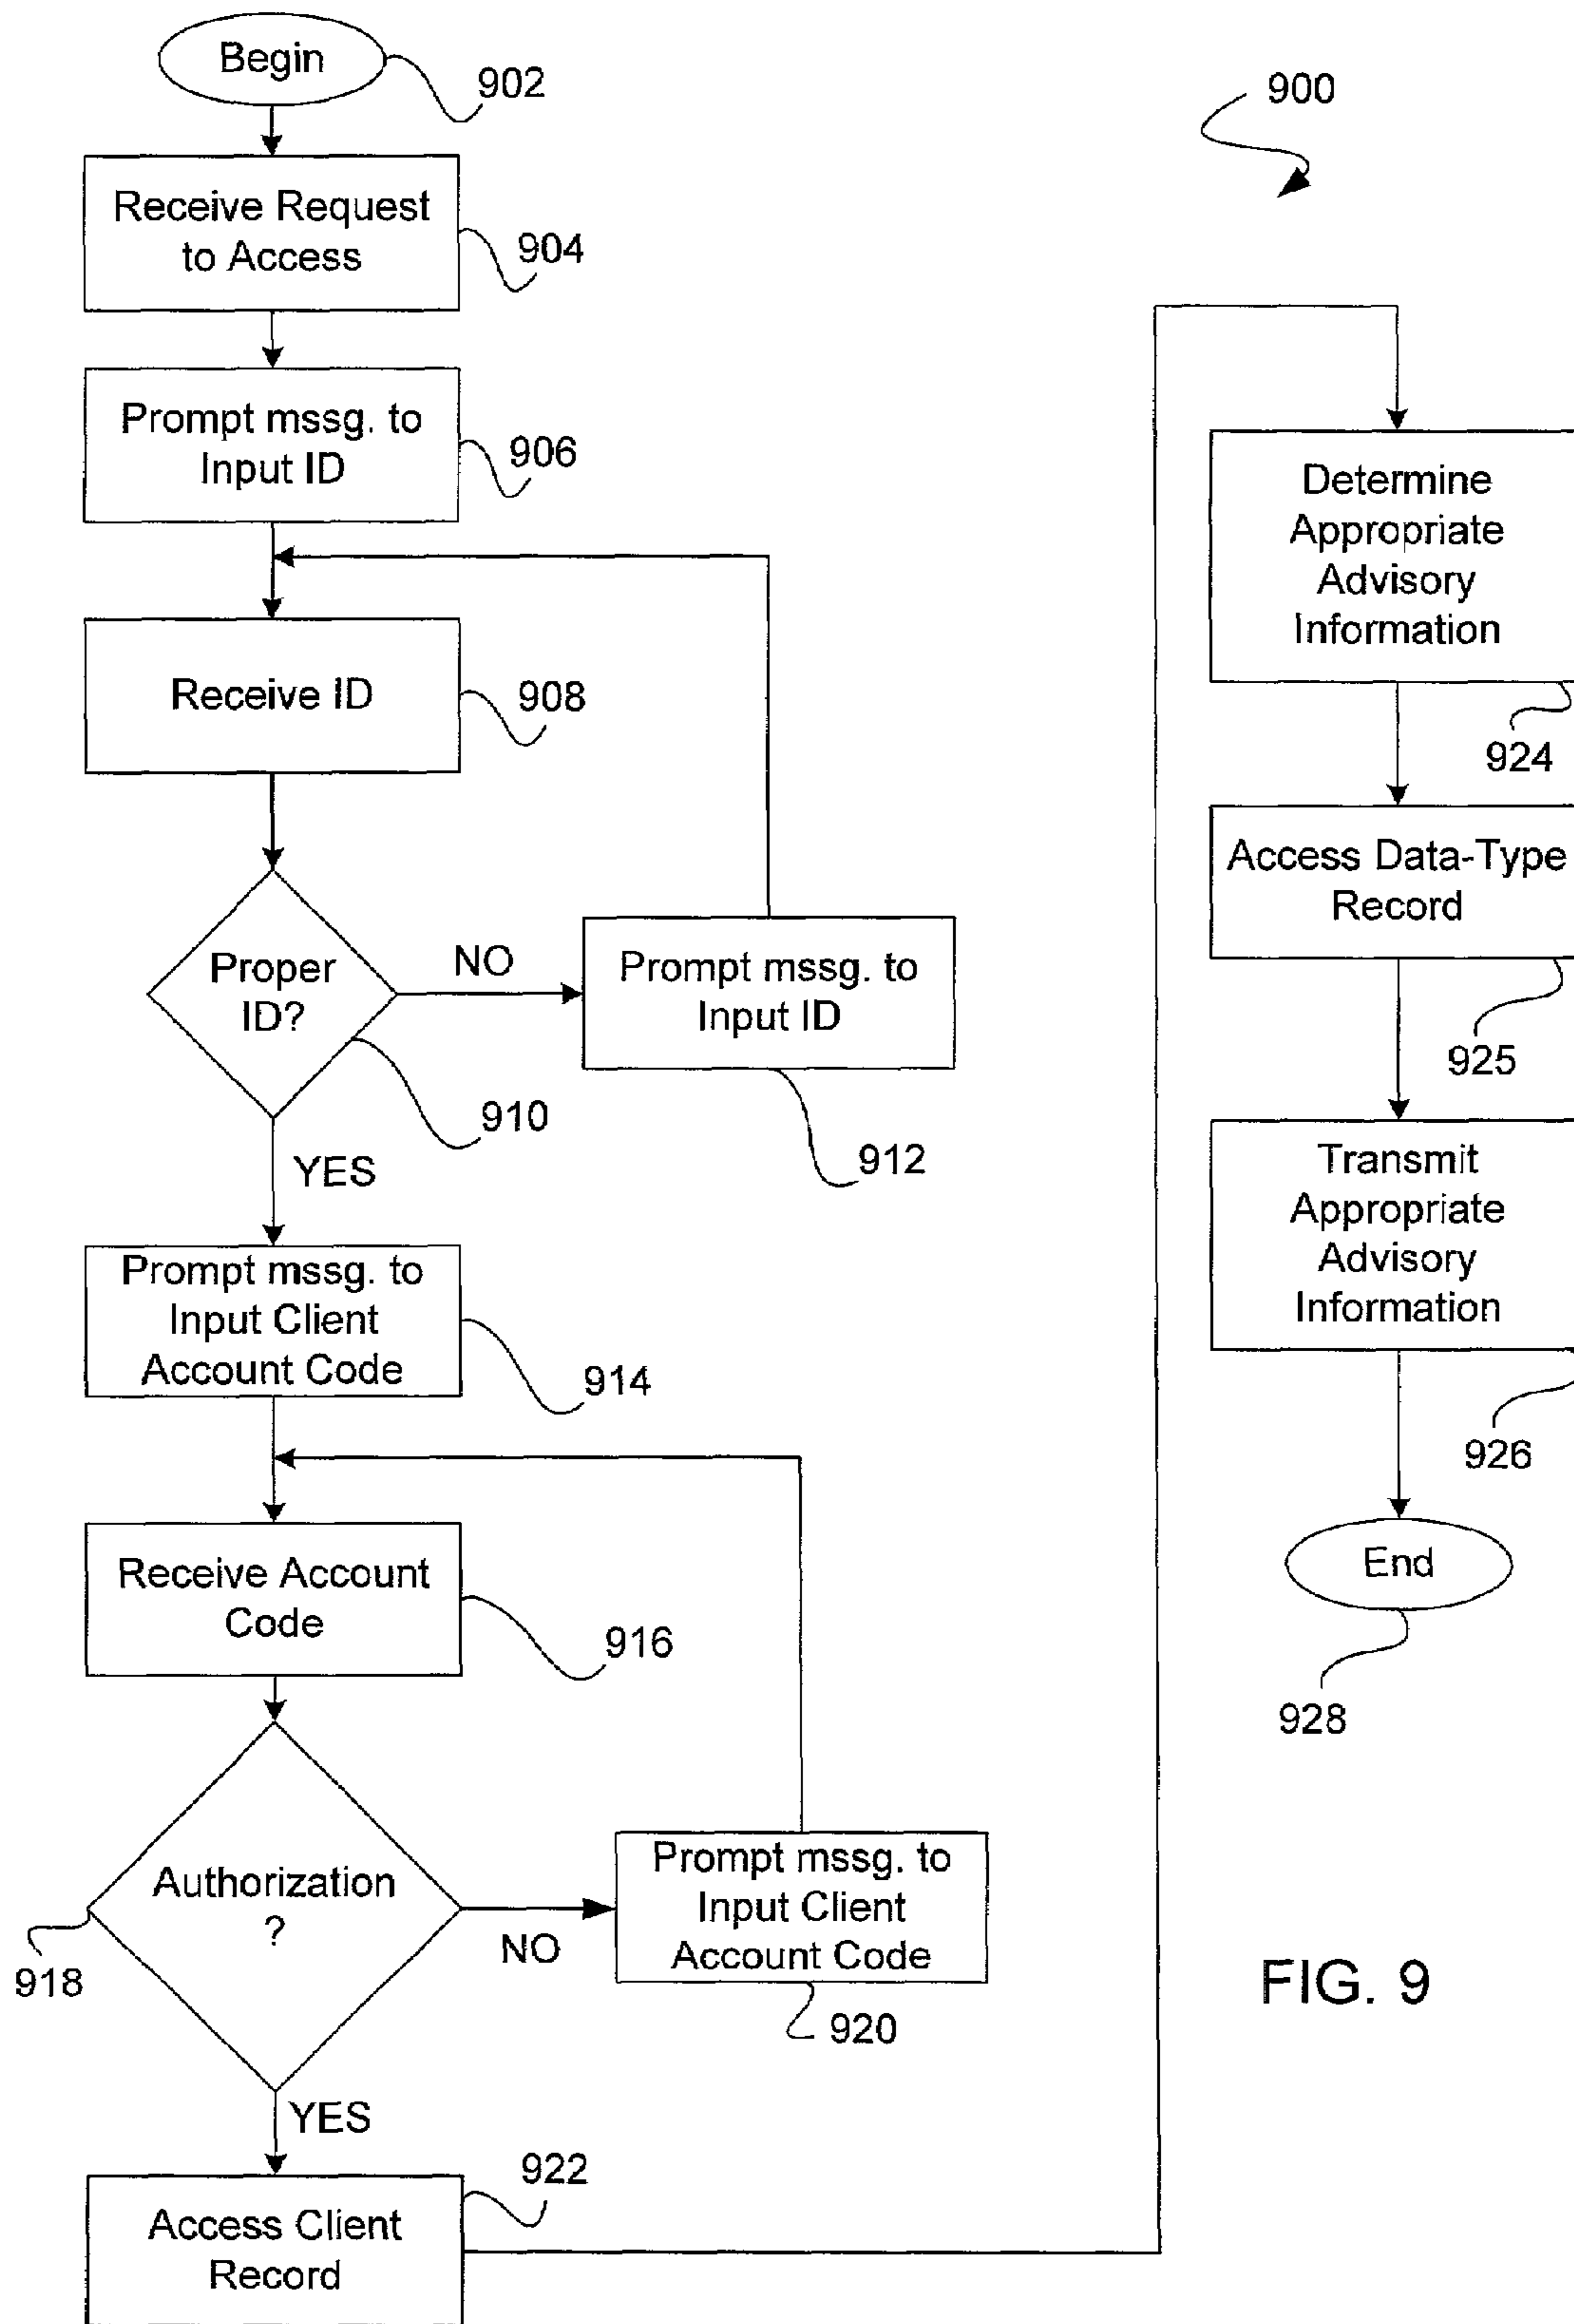 Begin
902
Receive Request
to Access
904
Prompt mssg. to
Input ID
906
Receive ID
908
Proper
ID?
910
NO
Prompt mssg. to
Input ID
912
YES
Prompt mssg. to
Input Client
Account Code
914
Receive Account
Code
916
Authorization
?
918
NO
Prompt mssg. to
Input Client
Account Code
920
YES
Access Client
Record
922
900
Determine
Appropriate
Advisory
Information
924
Access Data-Type
Record
925
Transmit
Appropriate
Advisory
Information
926
End
928
FIG. 9